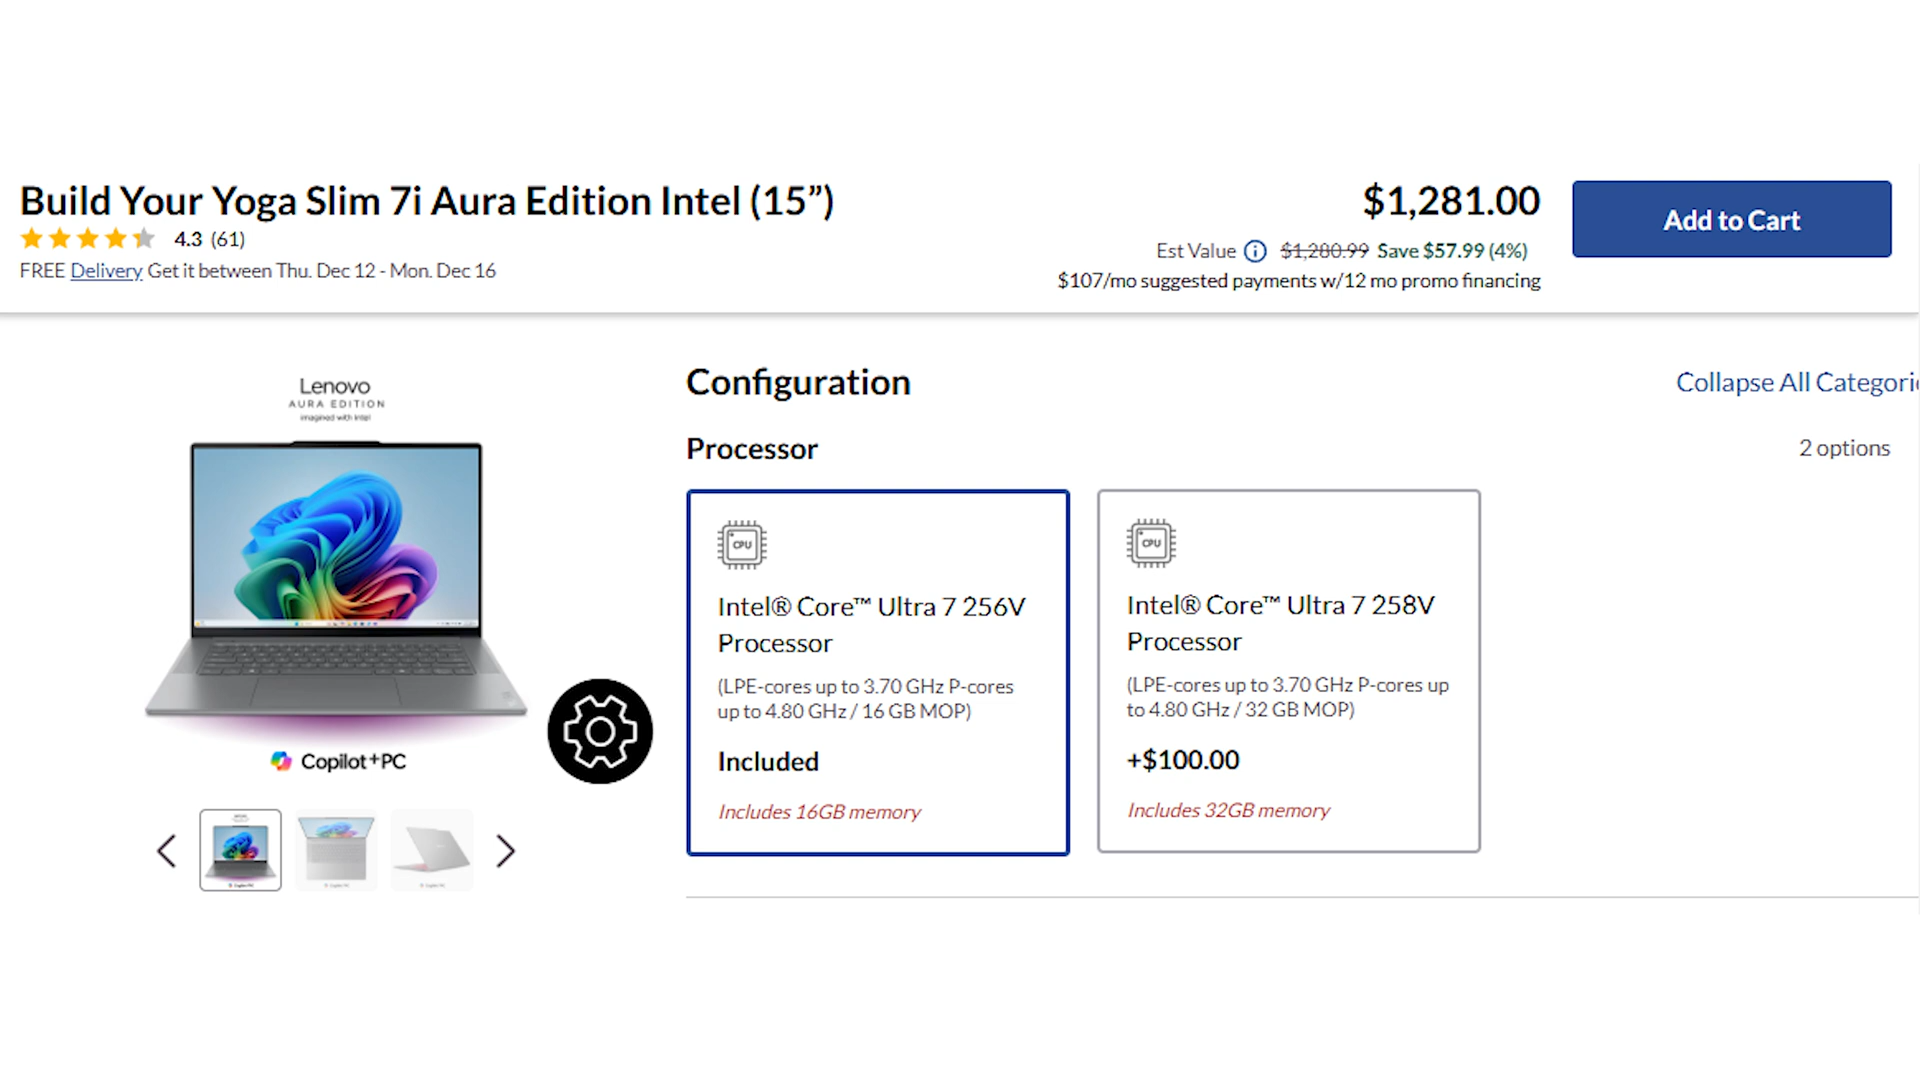 Build Your Yoga Slim 7i Aura Edition Intel (15”)
4.3 (61)
FREE Delivery Get it between Thu. Dec 12 - Mon. Dec 16
$1,281.00
Est Value $1,280.99 Save $57.99 (4%)
$107/mo suggested payments w/12 mo promo financing
Add to Cart
Lenovo
AURA EDITION
imagined with Intel
Copilot+PC
Configuration
Collapse All Categori
Processor
2 options
CPU
Intel® Core™ Ultra 7 256V
Processor
(LPE-cores up to 3.70 GHz P-cores
up to 4.80 GHz / 16 GB MOP)
Included
Includes 16GB memory
CPU
Intel® Core™ Ultra 7 258V
Processor
(LPE-cores up to 3.70 GHz P-cores up
to 4.80 GHz / 32 GB MOP)
+$100.00
Includes 32GB memory